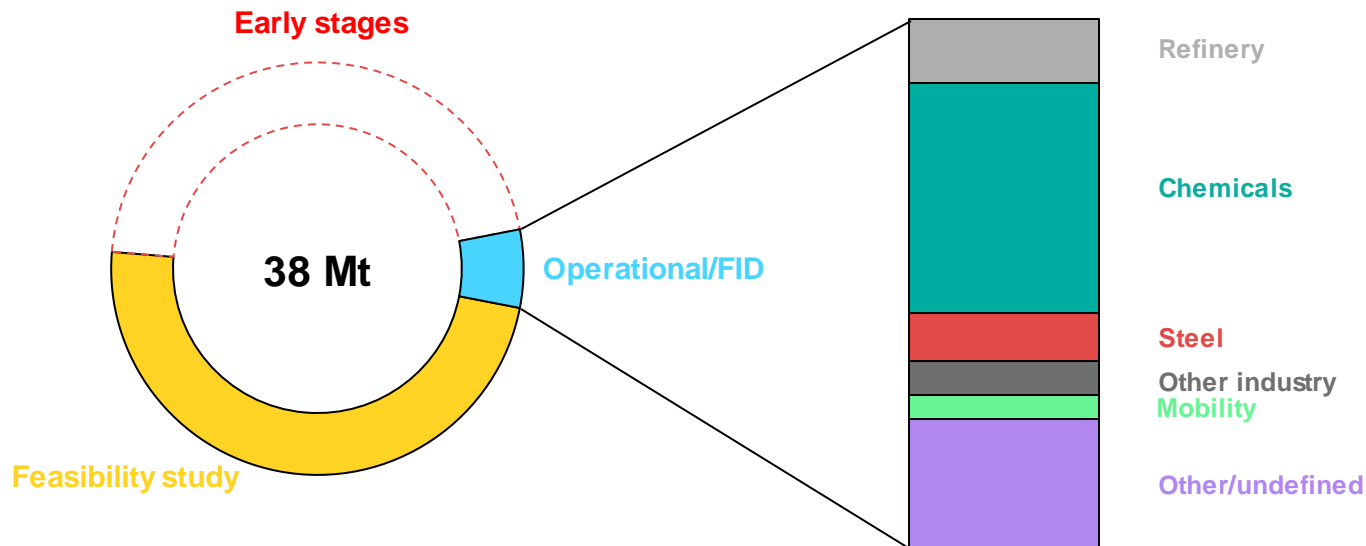 Early stages
Refinery
Chemicals
38 Mt
Operational/FID
Steel
Other industry
Mobility
Feasibility study
Other/undefined